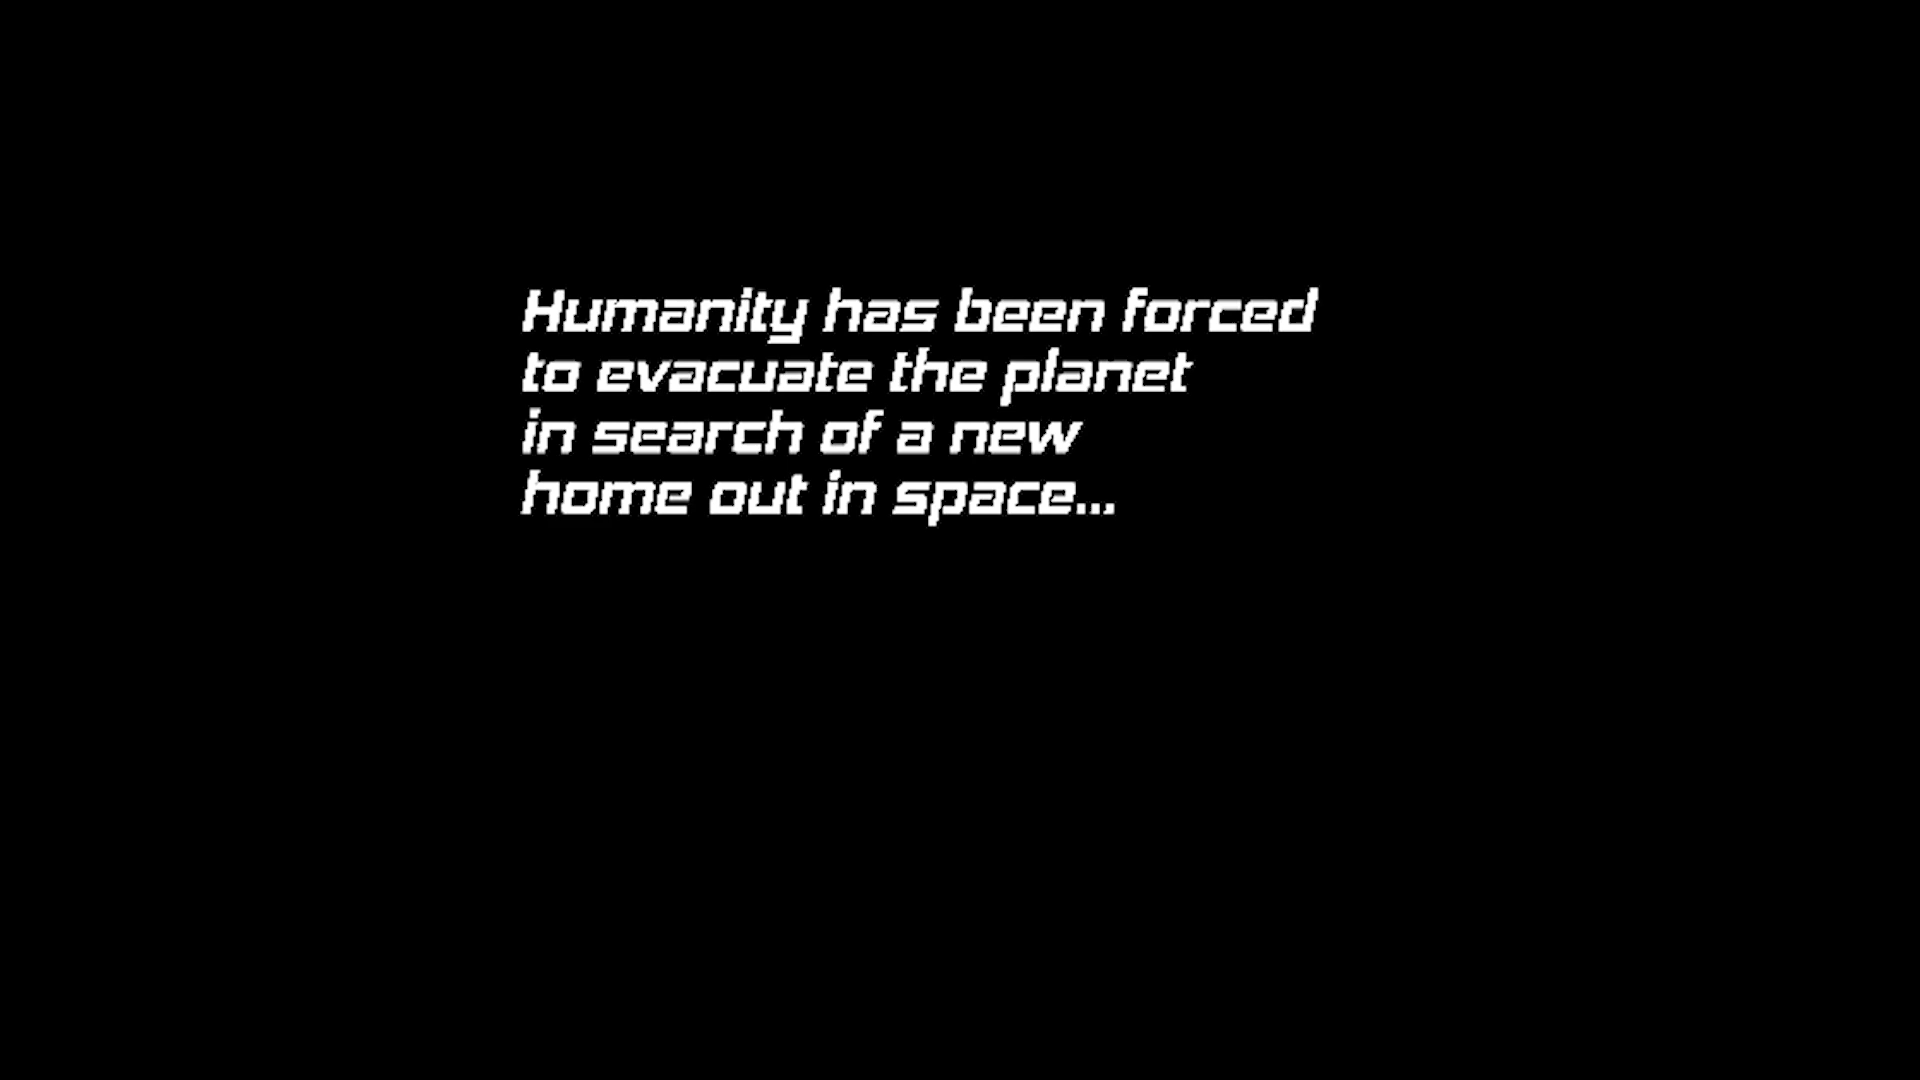 Humanity has been forced
to evacuate the planet
in search of a new
home out in space...